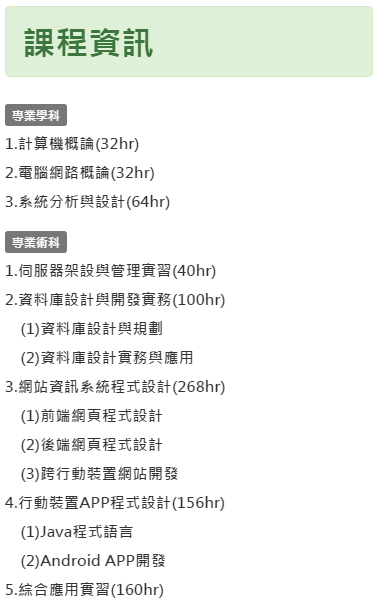 課程資訊
專業學科
1.計算機概論(32hr)
2.電腦網路概論(32hr)
3.系統分析與設計(64hr)
專業術科
1.伺服器架設與管理實習(40hr)
2.資料庫設計與開發實務(100hr)
(1)資料庫設計與規劃
(2)資料庫設計實務與應用
3.網站資訊系統程式設計(268hr)
(1)前端網頁程式設計
(2)後端網頁程式設計
(3)跨行動裝置網站開發
4.行動裝置APP程式設計(156hr)
(1)Java程式語言
(2)Android APP開發
5.綜合應用實習(160hr)